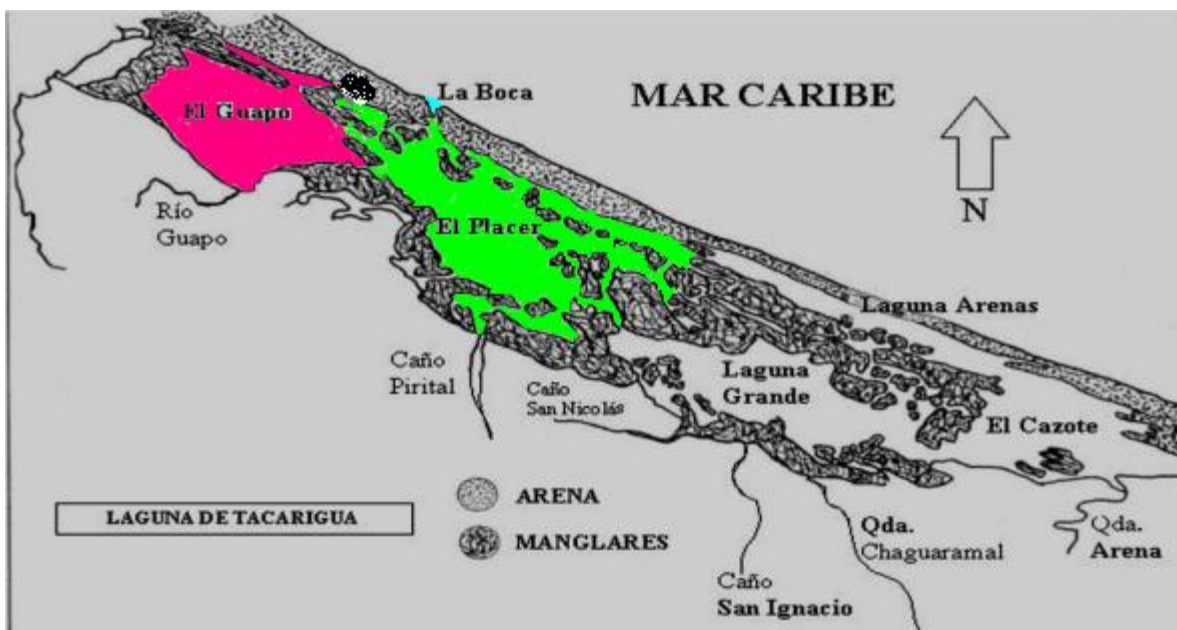 MAR CARIBE
La Boca
El Guapo
N
Río
Guapo
El Placer
Laguna Arenas
Caño
Pirital
Caño
San Nicolás
Laguna
Grande
El Cazote
ARENA
MANGLARES
LAGUNA DE TACARIGUA
Qda.
Chaguaramal
Qda.
Arena
Caño
San Ignacio